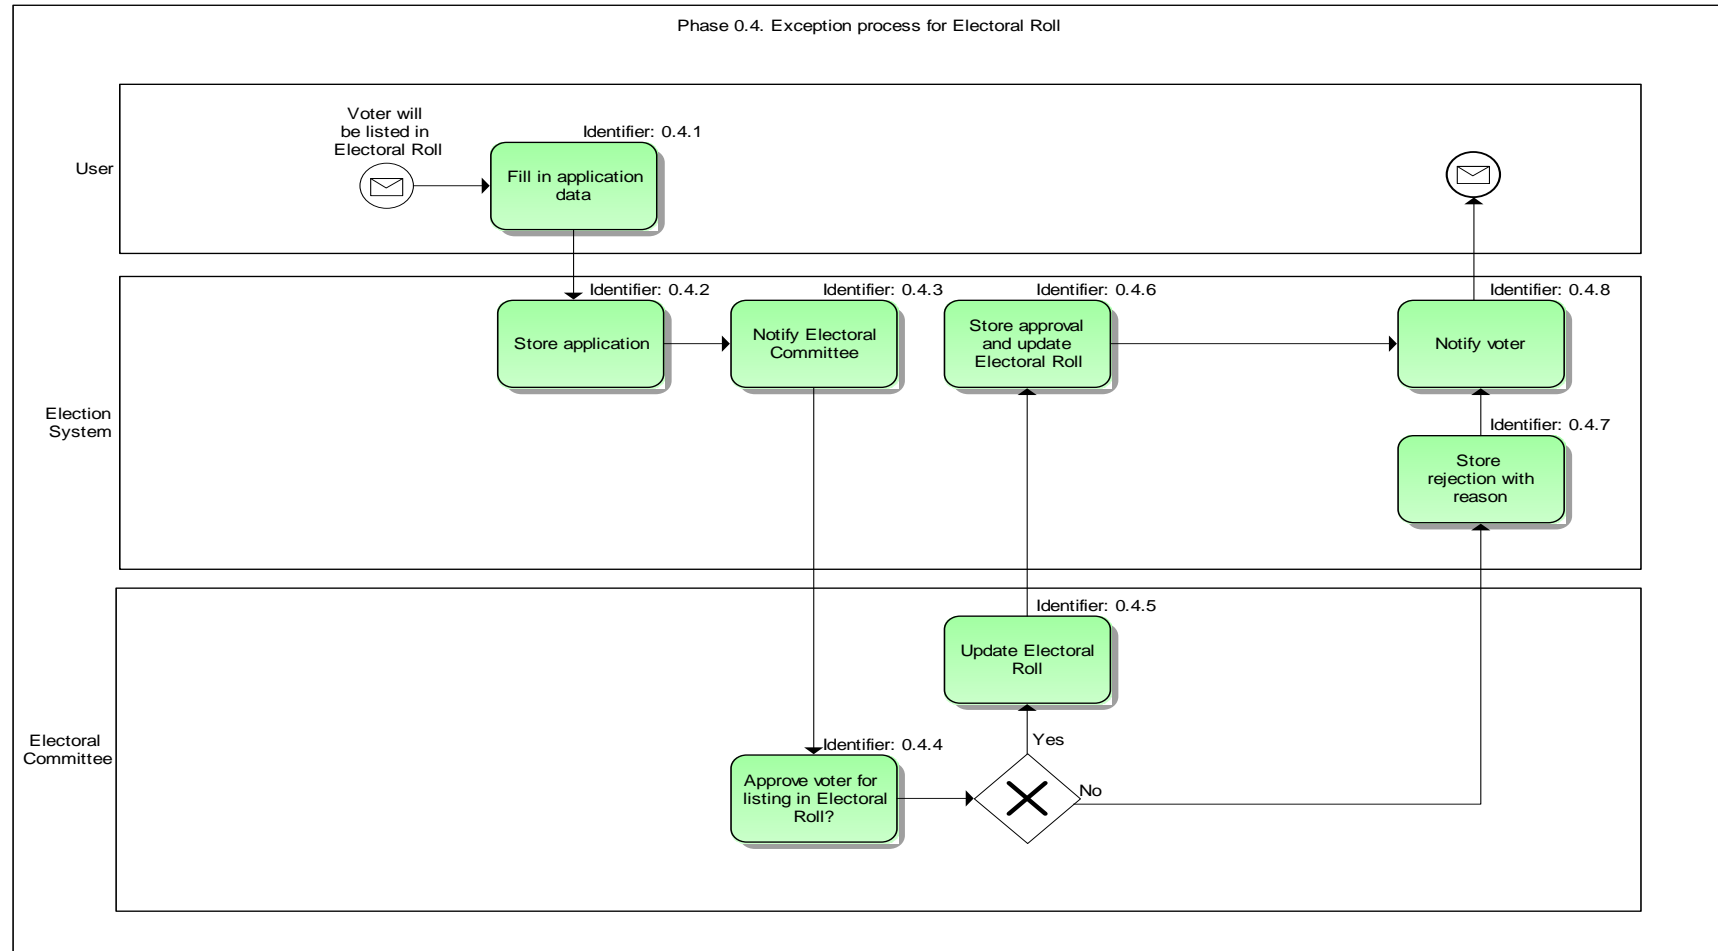 Phase 0.4. Exception process for Electoral Roll
User
Voter will
be listed in
Electoral Roll
Identifier: 0.4.1
Fill in application
data
Election
System
Identifier: 0.4.2
Store application
Identifier: 0.4.3
Notify Electoral
Committee
Identifier: 0.4.6
Store approval
and update
Electoral Roll
Identifier: 0.4.8
Notify voter
Identifier: 0.4.7
Store
rejection with
reason
Electoral
Committee
Identifier: 0.4.5
Update Electoral
Roll
Identifier: 0.4.4
Approve voter for
listing in Electoral
Roll?
Yes
No